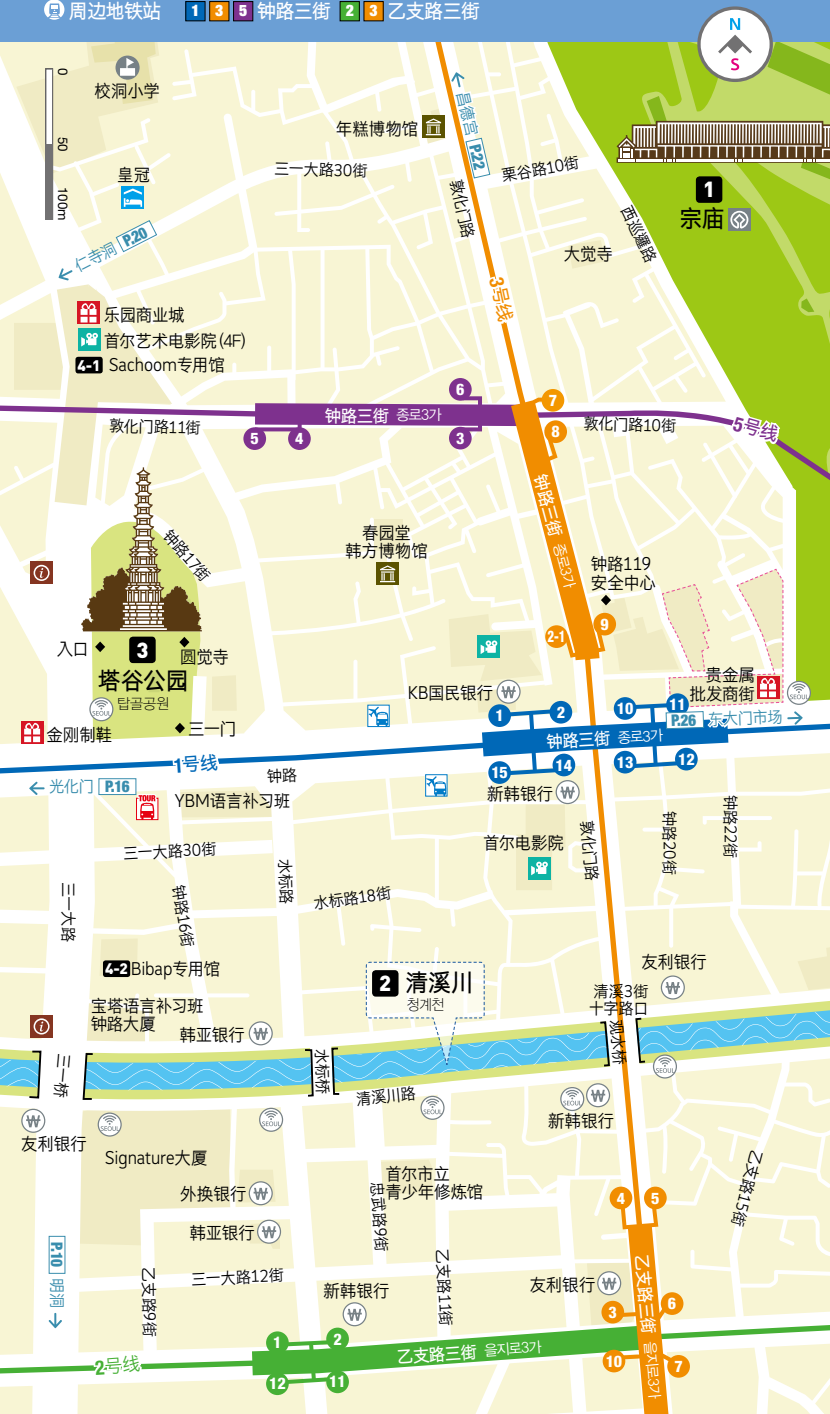 周边地铁站 1 3 5 钟路三街 2 3 乙支路三街
N
S
0
50
100m
校洞小学
皇冠
年糕博物馆
昌德宫 P.22
三一大路30街
敦化门路
栗谷路10街
1
宗庙
西巡邏路
大觉寺
仁寺洞 P.20
3号线
乐园商业城
首尔艺术电影院(4F)
4-1 Sachoom专用馆
6
7
钟路三街 종로3가
敦化门路11街
5
4
3
8
敦化门路10街
5号线
钟路三街 종로3가
钟路17街
春园堂
韩方博物馆
钟路119
安全中心
2-1
9
入口
3
圆觉寺
塔谷公园
탑골공원
SEOUL
三一门
金刚制鞋
KB国民银行
贵金属
批发商街
SEOUL
1
2
10
11
P.26 东大门市场
钟路三街 종로3가
15
14
13
12
1号线
光化门 P.16
钟路
TOUR
YBM语言补习班
新韩银行
三一大路30街
首尔电影院
敦化门路
钟路20街
钟路22街
水标路
三一大路
钟路16街
水标路18街
4-2 Bibap专用馆
2 清溪川
청계천
友利银行
清溪3街
十字路口
宝塔语言补习班
钟路大厦
韩亚银行
观水桥
三一桥
水标桥
清溪川路
SEOUL
SEOUL
SEOUL
SEOUL
SEOUL
新韩银行
友利银行
Signature大厦
外换银行
首尔市立
青少年修炼馆
忠武路9街
乙支路15街
韩亚银行
4
5
P.10 明洞
乙支路9街
三一大路12街
乙支路11街
新韩银行
友利银行
3
6
乙支路三街 을지로3가
1
2
乙支路三街 을지로3가
2号线
12
11
10
7